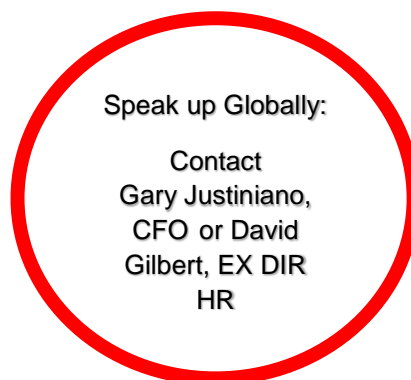 Speak up Globally:
Contact
Gary Justiniano,
CFO or David
Gilbert, EX DIR
HR